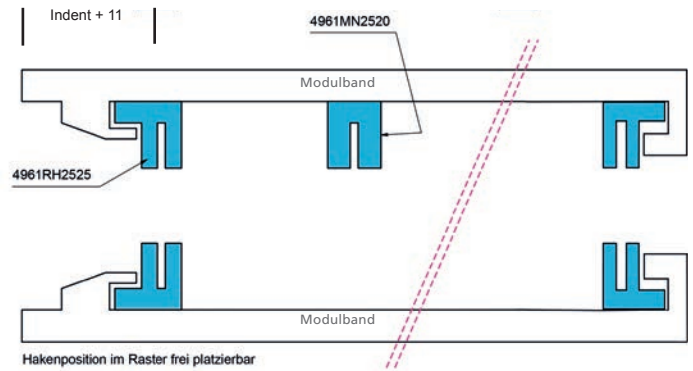 Indent + 11
4961MN2520
Modulband
4961RH2525
Modulband
Hakenposition im Raster frei platzierbar